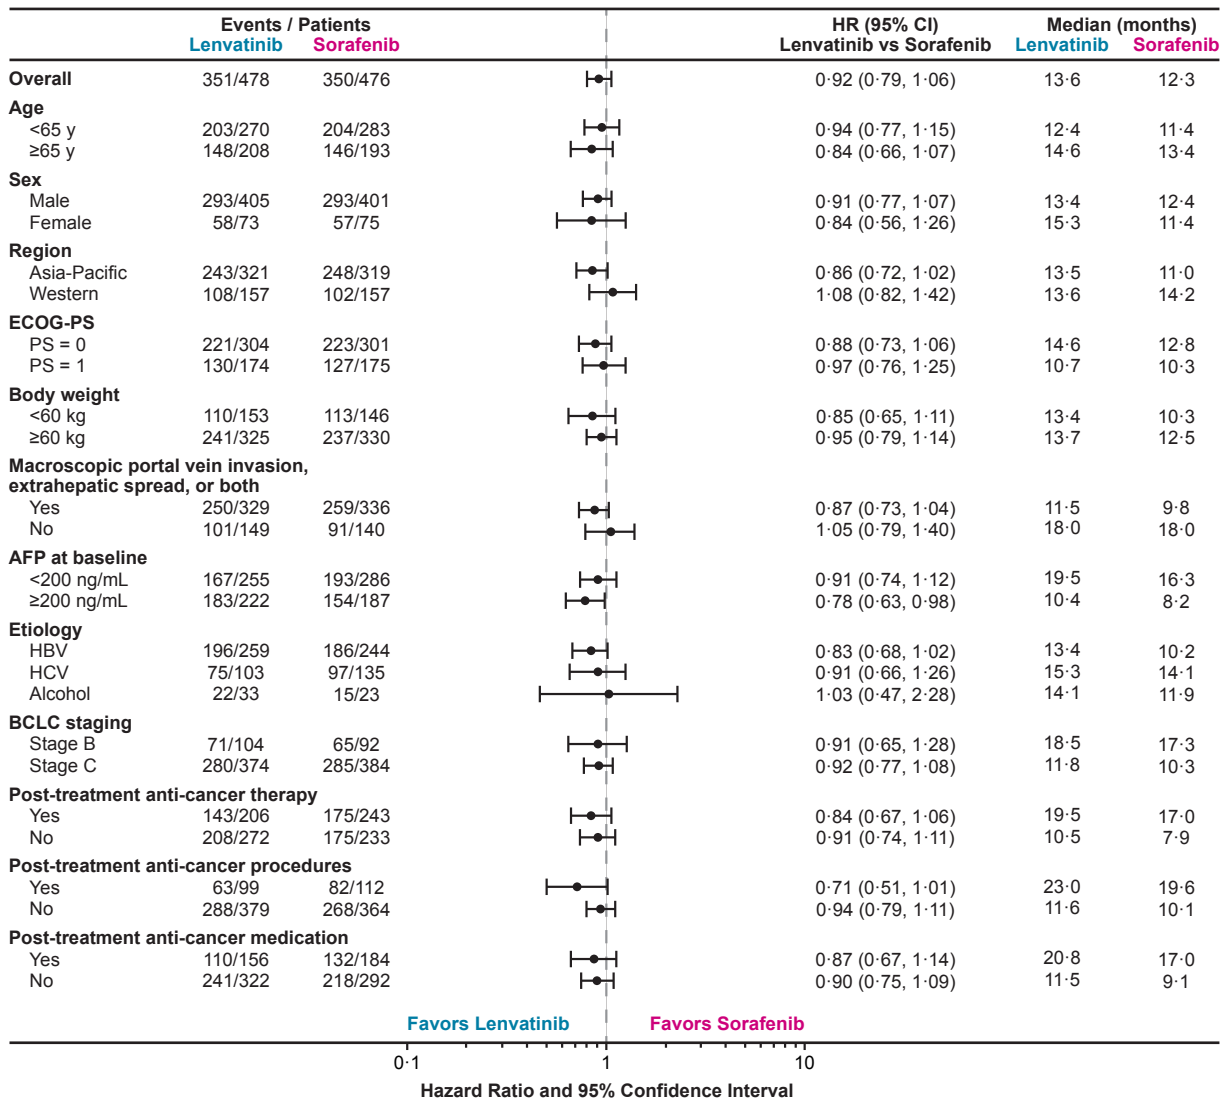 Events / Patients HR (95% CI) Median (months)
Lenvatinib Sorafenib Lenvatinib vs Sorafenib Lenvatinib Sorafenib
Overall 351/478 350/476 0·92 (0·79, 1·06) 13·6 12·3
Age
<65 y 203/270 204/283 0·94 (0·77, 1·15) 12·4 11·4
≥65 y 148/208 146/193 0·84 (0·66, 1·07) 14·6 13·4
Sex
Male 293/405 293/401 0·91 (0·77, 1·07) 13·4 12·4
Female 58/73 57/75 0·84 (0·56, 1·26) 15·3 11·4
Region
Asia-Pacific 243/321 248/319 0·86 (0·72, 1·02) 13·5 11·0
Western 108/157 102/157 1·08 (0·82, 1·42) 13·6 14·2
ECOG-PS
PS = 0 221/304 223/301 0·88 (0·73, 1·06) 14·6 12·8
PS = 1 130/174 127/175 0·97 (0·76, 1·25) 10·7 10·3
Body weight
<60 kg 110/153 113/146 0·85 (0·65, 1·11) 13·4 10·3
≥60 kg 241/325 237/330 0·95 (0·79, 1·14) 13·7 12·5
Macroscopic portal vein invasion,
extrahepatic spread, or both
Yes 250/329 259/336 0·87 (0·73, 1·04) 11·5 9·8
No 101/149 91/140 1·05 (0·79, 1·40) 18·0 18·0
AFP at baseline
<200 ng/mL 167/255 193/286 0·91 (0·74, 1·12) 19·5 16·3
≥200 ng/mL 183/222 154/187 0·78 (0·63, 0·98) 10·4 8·2
Etiology
HBV 196/259 186/244 0·83 (0·68, 1·02) 13·4 10·2
HCV 75/103 97/135 0·91 (0·66, 1·26) 15·3 14·1
Alcohol 22/33 15/23 1·03 (0·47, 2·28) 14·1 11·9
BCLC staging
Stage B 71/104 65/92 0·91 (0·65, 1·28) 18·5 17·3
Stage C 280/374 285/384 0·92 (0·77, 1·08) 11·8 10·3
Post-treatment anti-cancer therapy
Yes 143/206 175/243 0·84 (0·67, 1·06) 19·5 17·0
No 208/272 175/233 0·91 (0·74, 1·11) 10·5 7·9
Post-treatment anti-cancer procedures
Yes 63/99 82/112 0·71 (0·51, 1·01) 23·0 19·6
No 288/379 268/364 0·94 (0·79, 1·11) 11·6 10·1
Post-treatment anti-cancer medication
Yes 110/156 132/184 0·87 (0·67, 1·14) 20·8 17·0
No 241/322 218/292 0·90 (0·75, 1·09) 11·5 9·1
Favors Lenvatinib Favors Sorafenib
0·1 1 10
Hazard Ratio and 95% Confidence Interval